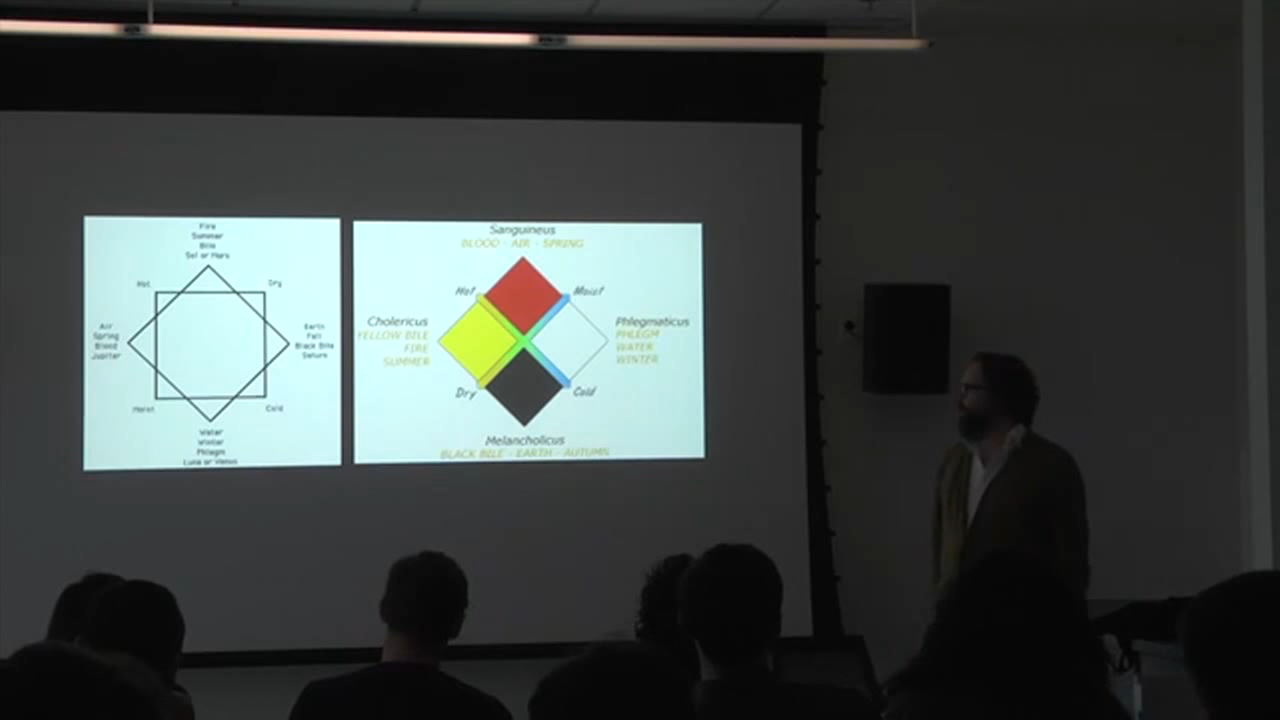 Fire
Summer
Bile
Sol or Mars
Hot
Dry
Air
Spring
Blood
Jupiter
Earth
Fall
Black Bile
Saturn
Moist
Cold
Water
Winter
Phlegm
Luna or Venus
Sanguineus
BLOOD - AIR - SPRING
Hot
Moist
Cholericus
YELLOW BILE
FIRE
SUMMER
Phlegmaticus
PHLEGM
WATER
WINTER
Dry
Cold
Melancholicus
BLACK BILE - EARTH - AUTUMN